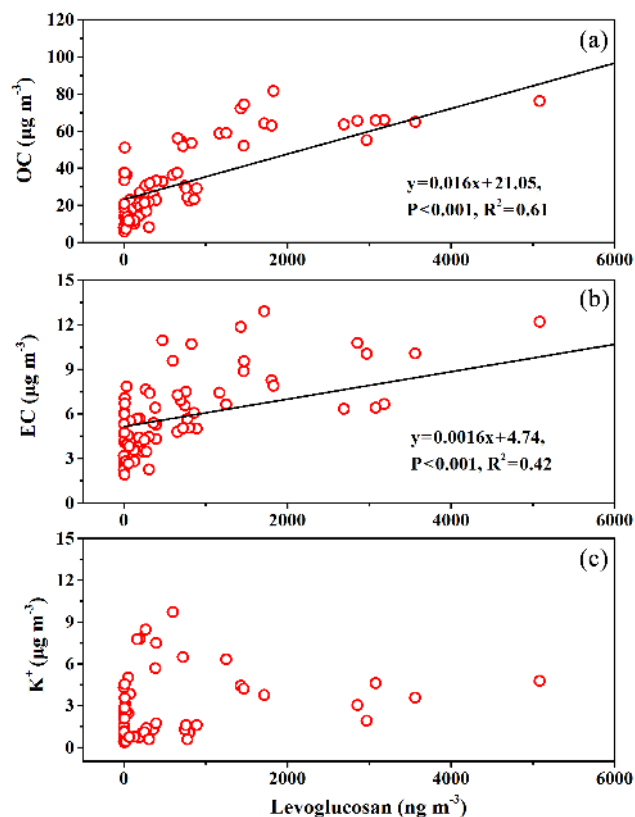 (a)
120
100
80
60
40
20
0
OC (μg m⁻³)
y=0.016x+21.05,
P<0.001, R²=0.61
0 2000 4000 6000
(b)
15
12
9
6
3
0
EC (μg m⁻³)
y=0.0016x+4.74,
P<0.001, R²=0.42
0 2000 4000 6000
(c)
15
12
9
6
3
0
K⁺ (μg m⁻³)
0 2000 4000 6000
Levoglucosan (ng m⁻³)